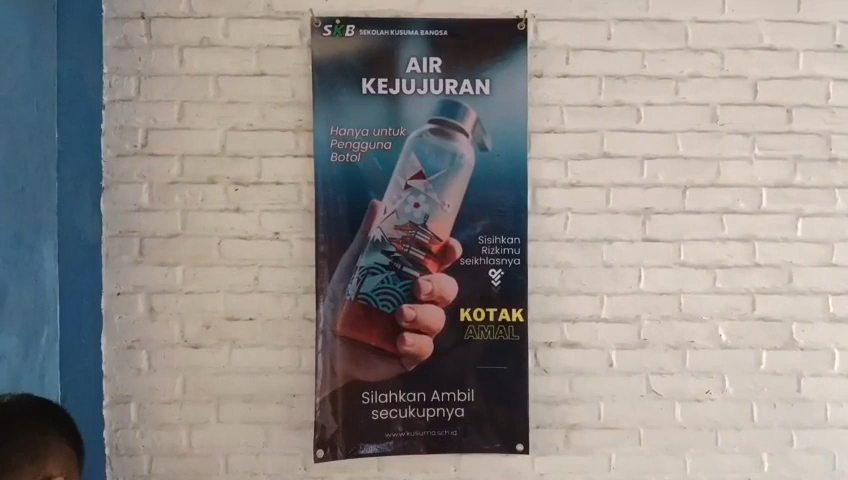 SKB SEKOLAH KUSUMA BANGSA
AIR
KEJUJURAN
Hanya untuk
Pengguna
Botol
Sisihkan
Rizkimu
seikhlasnya
KOTAK
AMAL
Silahkan Ambil
secukupnya
www.kusuma.sch.id